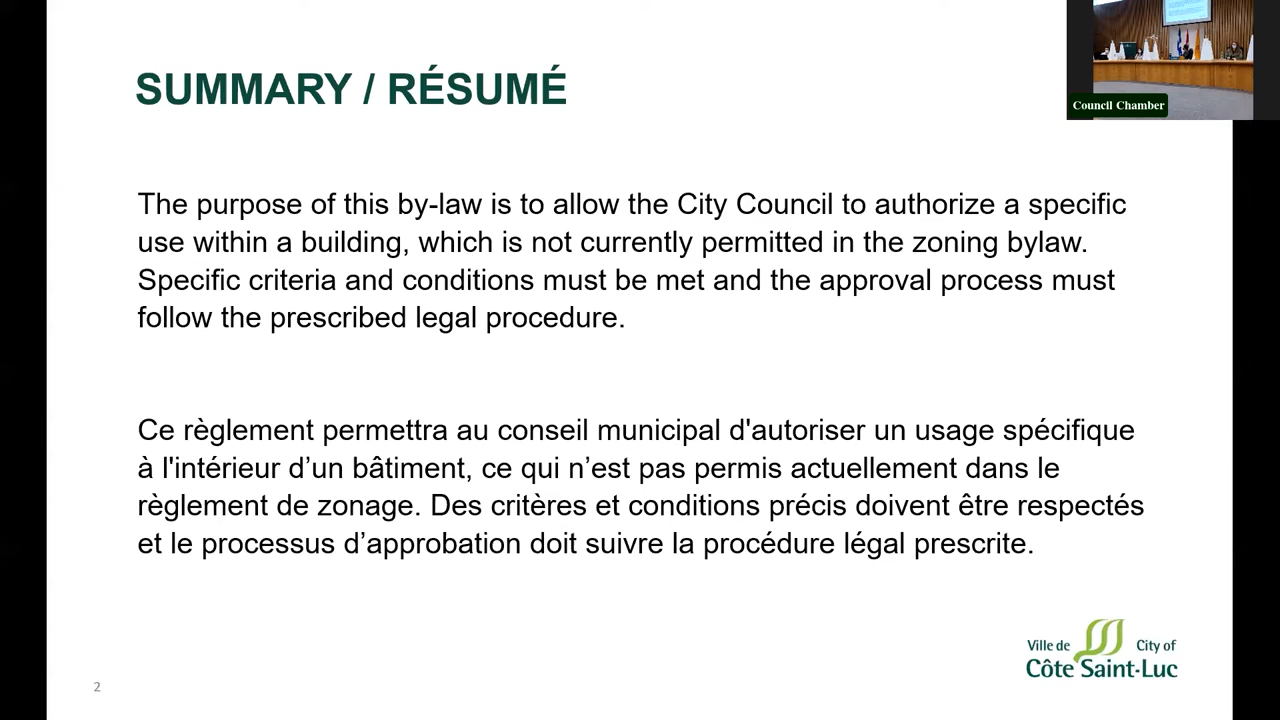 SUMMARY / RÉSUMÉ
Council Chamber
The purpose of this by-law is to allow the City Council to authorize a specific
use within a building, which is not currently permitted in the zoning bylaw.
Specific criteria and conditions must be met and the approval process must
follow the prescribed legal procedure.
Ce règlement permettra au conseil municipal d'autoriser un usage spécifique
à l'intérieur d’un bâtiment, ce qui n’est pas permis actuellement dans le
règlement de zonage. Des critères et conditions précis doivent être respectés
et le processus d’approbation doit suivre la procédure légal prescrite.
Ville de City of
Côte Saint-Luc
2